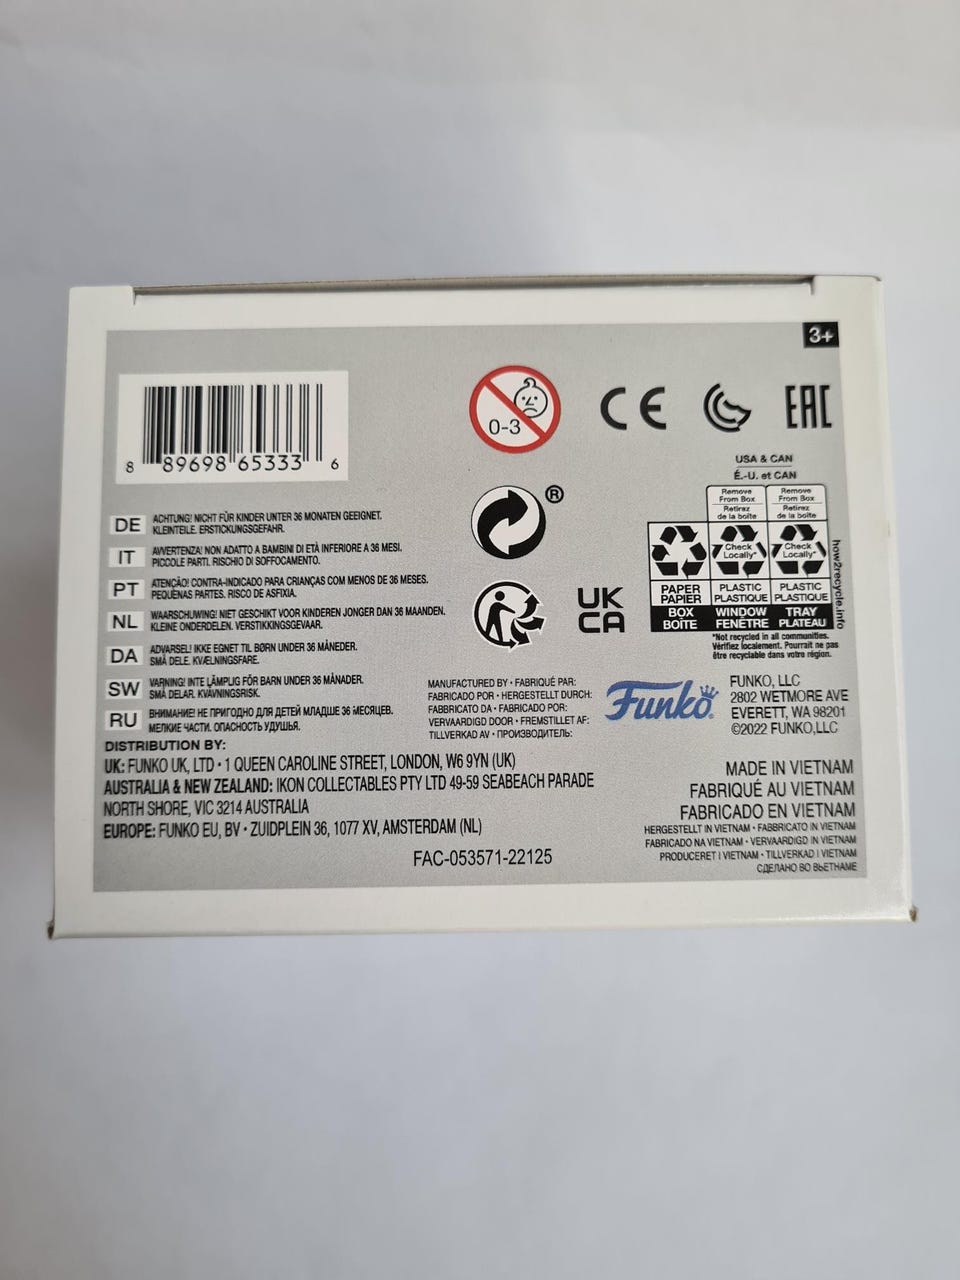 3+
8 89698 65333 6
0-3
CE
EAC
USA & CAN
É.-U. et CAN
Remove From Box
Retirez de la boîte
Remove From Box
Retirez de la boîte
Check Locally*
Check Locally*
PAPER
PAPIER
BOX
BOÎTE
PLASTIC
PLASTIQUE
WINDOW
FENÊTRE
PLASTIC
PLASTIQUE
TRAY
PLATEAU
how2recycle.info
*Not recycled in all communities.
Vérifiez localement. Pourrait ne pas
être recyclable dans votre région.
®
UK
CA
DE ACHTUNG! NICHT FÜR KINDER UNTER 36 MONATEN GEEIGNET.
KLEINTEILE. ERSTICKUNGSGEFAHR.
IT AVVERTENZA: NON ADATTO A BAMBINI DI ETÀ INFERIORE A 36 MESI.
PICCOLE PARTI. RISCHIO DI SOFFOCAMENTO.
PT ATENÇÃO! CONTRA-INDICADO PARA CRIANÇAS COM MENOS DE 36 MESES.
PEQUENAS PARTES. RISCO DE ASFIXIA.
NL WAARSCHUWING! NIET GESCHIKT VOOR KINDEREN JONGER DAN 36 MAANDEN.
KLEINE ONDERDELEN. VERSTIKKINGSGEVAAR.
DA ADVARSEL! IKKE EGNET TIL BØRN UNDER 36 MÅNEDER.
SMÅ DELE. KVÆLNINGSFARE.
SW VARNING! INTE LÄMPLIG FÖR BARN UNDER 36 MÅNADER.
SMÅ DELAR. KVÄVNINGSRISK.
RU ВНИМАНИЕ! НЕ ПРИГОДНО ДЛЯ ДЕТЕЙ МЛАДШЕ 36 МЕСЯЦЕВ.
МЕЛКИЕ ЧАСТИ. ОПАСНОСТЬ УДУШЬЯ.
MANUFACTURED BY • FABRIQUÉ PAR:
FABRICADO POR • HERGESTELLT DURCH:
FABBRICATO DA • FABRICADO POR:
VERVAARDIGD DOOR • FREMSTILLET AF:
TILLVERKAD AV • ПРОИЗВОДИТЕЛЬ:
Funko
FUNKO, LLC
2802 WETMORE AVE
EVERETT, WA 98201
©2022 FUNKO,LLC
DISTRIBUTION BY:
UK: FUNKO UK, LTD • 1 QUEEN CAROLINE STREET, LONDON, W6 9YN (UK)
AUSTRALIA & NEW ZEALAND: IKON COLLECTABLES PTY LTD 49-59 SEABEACH PARADE
NORTH SHORE, VIC 3214 AUSTRALIA
EUROPE: FUNKO EU, BV • ZUIDPLEIN 36, 1077 XV, AMSTERDAM (NL)
FAC-053571-22125
MADE IN VIETNAM
FABRIQUÉ AU VIETNAM
FABRICADO EN VIETNAM
HERGESTELLT IN VIETNAM • FABBRICATO IN VIETNAM
FABRICADO NA VIETNAM • VERVAARDIGD IN VIETNAM
PRODUCERET I VIETNAM • TILLVERKAD I VIETNAM
СДЕЛАНО ВО ВЬЕТНАМЕ